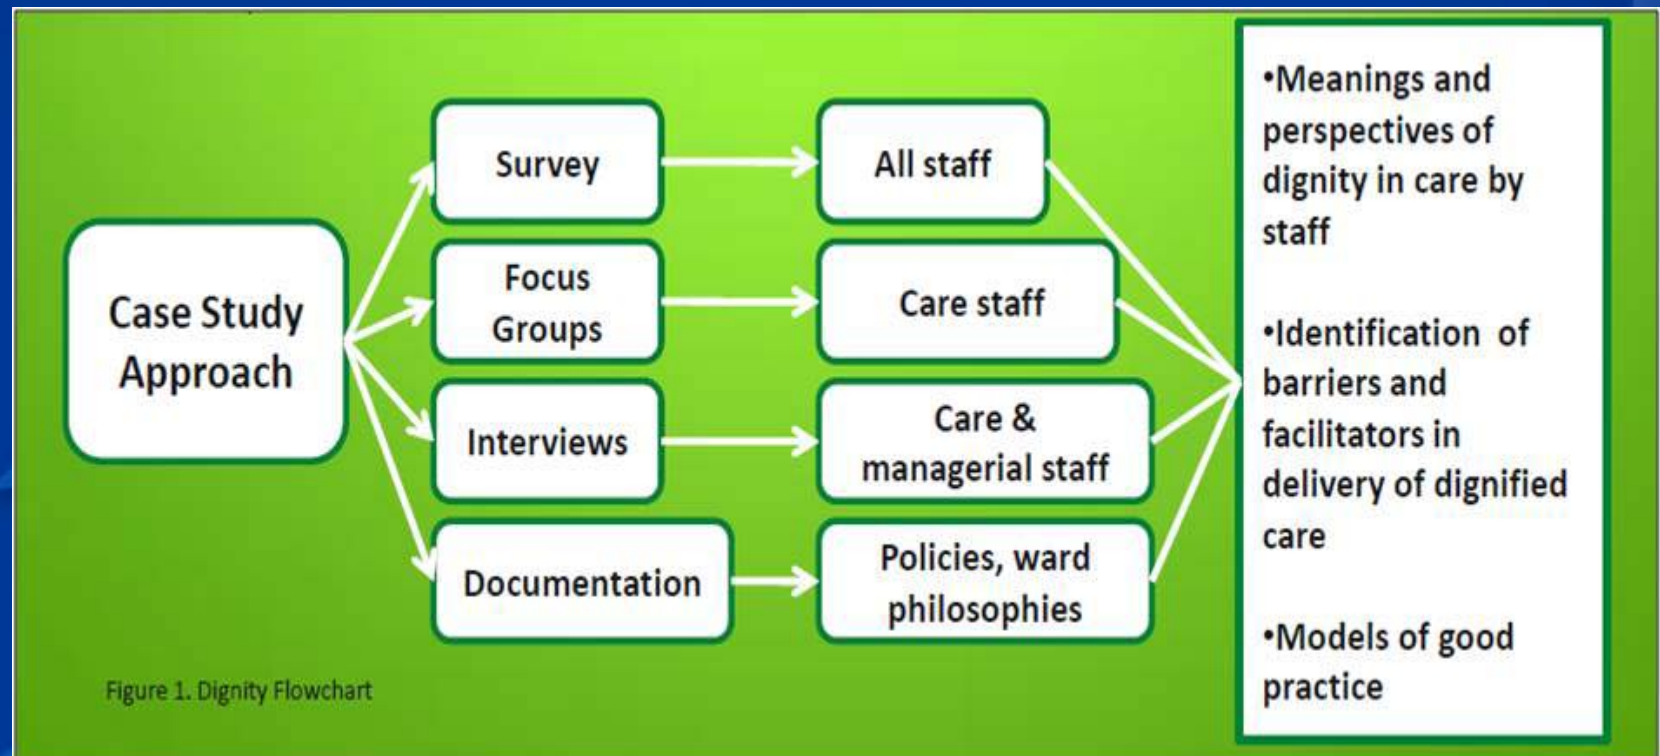 Case Study
Approach
Survey
Focus
Groups
Interviews
Documentation
All staff
Care staff
Care &
managerial staff
Policies, ward
philosophies
•Meanings and
perspectives of
dignity in care by
staff
•Identification of
barriers and
facilitators in
delivery of dignified
care
•Models of good
practice
Figure 1. Dignity Flowchart